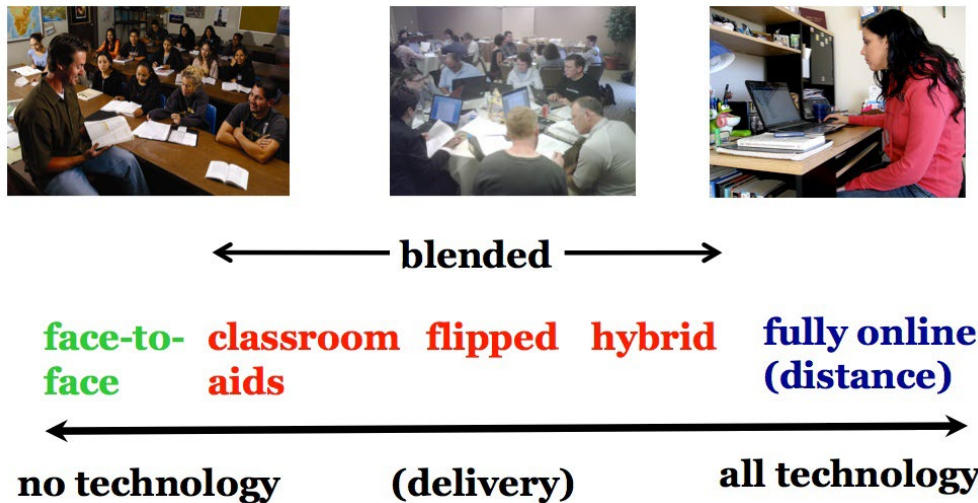 blended
face-to- classroom flipped hybrid fully online
face aids (distance)
no technology (delivery) all technology